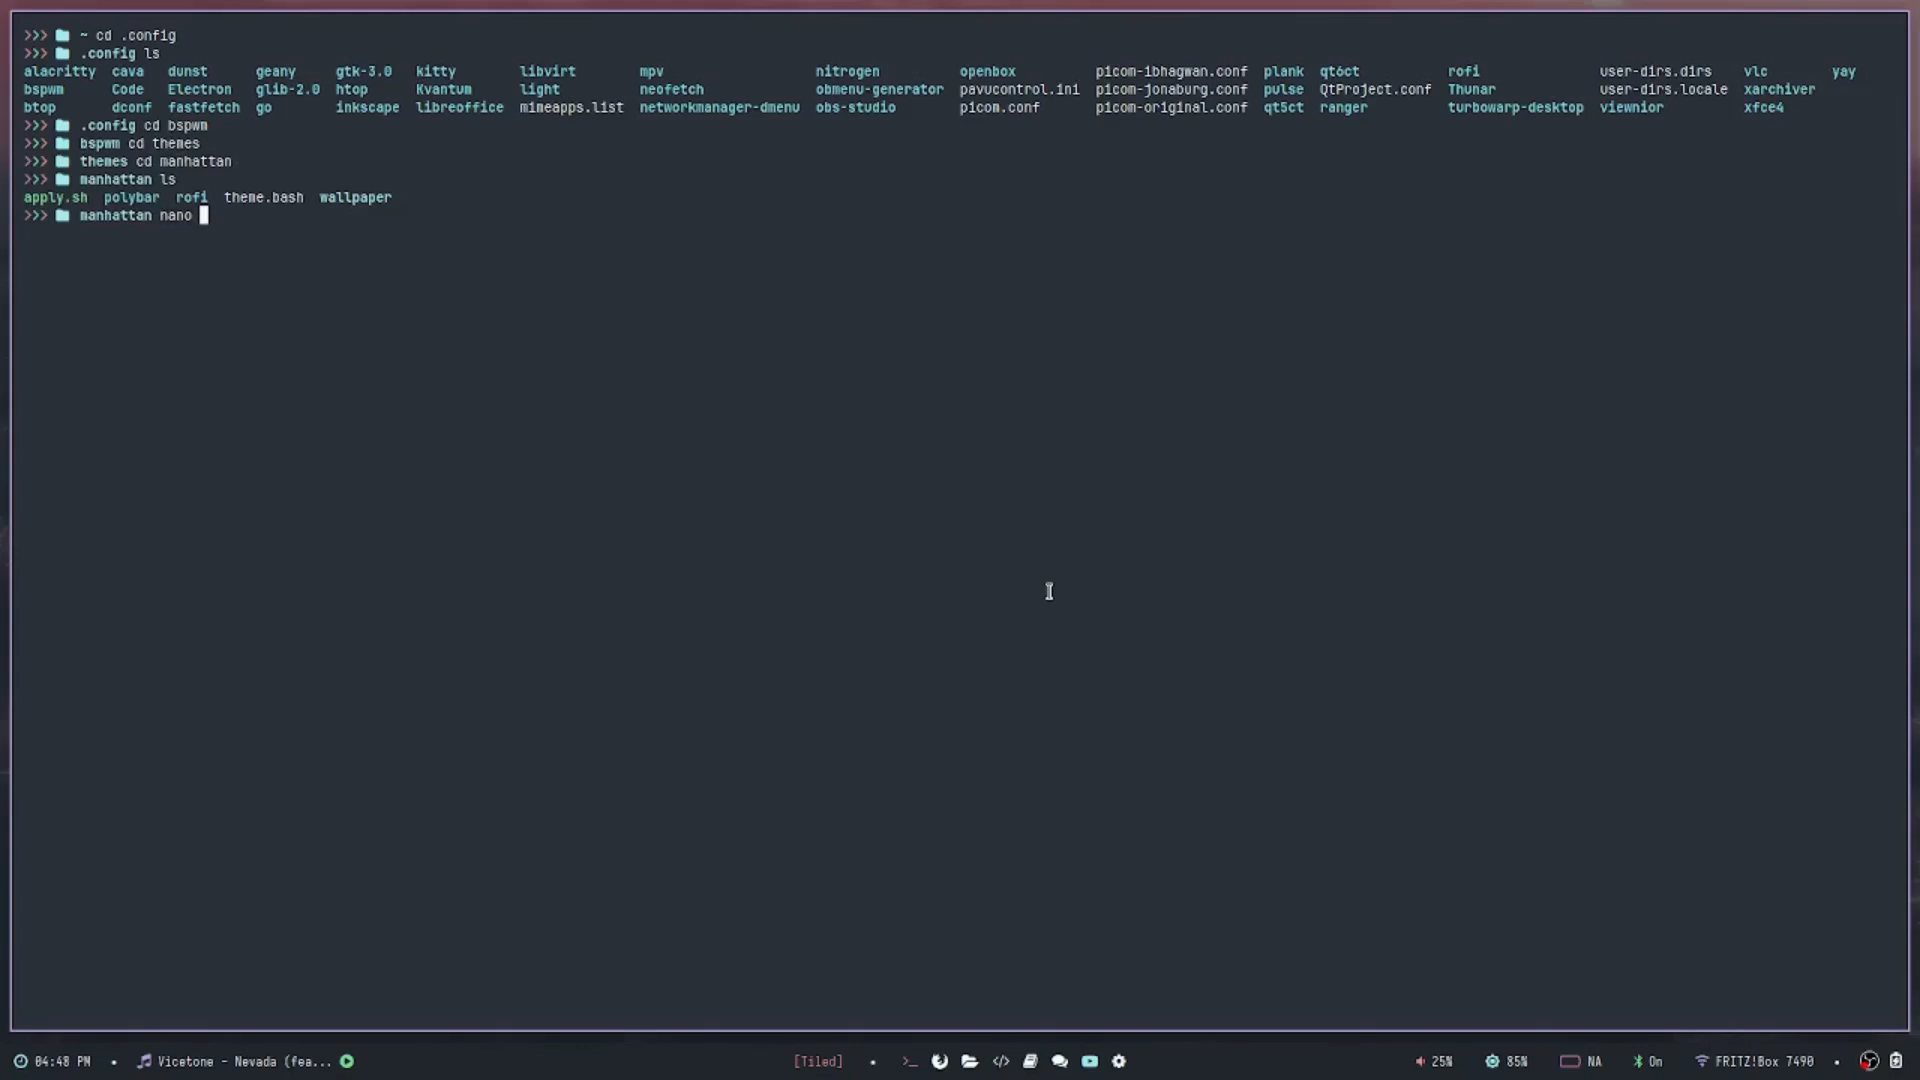 >>> ~ cd .config
>>> .config ls
alacritty cava dunst geany gtk-3.0 kitty libvirt mpv nitrogen openbox picom-ibhagwan.conf plank qt6ct rofi user-dirs.dirs vlc yay
bspwm Code Electron glib-2.0 htop Kvantum light neofetch obmenu-generator pavucontrol.ini picom-jonaburg.conf pulse QtProject.conf Thunar user-dirs.locale xarchiver
btop dconf fastfetch go inkscape libreoffice mimeapps.list networkmanager-dmenu obs-studio picom.conf picom-original.conf qt5ct ranger turbowarp-desktop viewnior xfce4
>>> .config cd bspwm
>>> bspwm cd themes
>>> themes cd manhattan
>>> manhattan ls
apply.sh polybar rofi theme.bash wallpaper
>>> manhattan nano
04:48 PM • Vicetone - Nevada (fea... [Tiled] • >_ </> 25% 85% NA On FRITZ!Box 7490 •